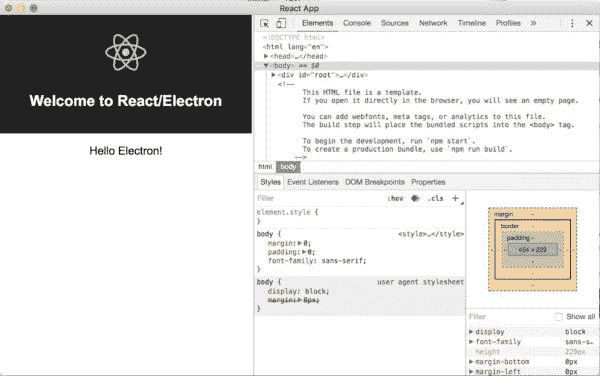 React App
Welcome to React/Electron
Hello Electron!
Elements Console Sources Network Timeline Profiles »
<!DOCTYPE html>
<html lang="en">
▶<head>…</head>
▼<body> == $0
▶<div id="root">…</div>
<!--
This HTML file is a template.
If you open it directly in the browser, you will see an empty page.
You can add webfonts, meta tags, or analytics to this file.
The build step will place the bundled scripts into the <body> tag.
To begin the development, run `npm start`.
To create a production bundle, use `npm run build`.
-->
html body
Styles Event Listeners DOM Breakpoints Properties
Filter :hov .cls +
element.style {
}
body { <style>…</style>
margin:▶0;
padding:▶0;
font-family: sans-serif;
}
body { user agent stylesheet
display: block;
margin:▶8px;
}
margin -
border -
padding -
- - - 404 × 229 - - -
-
-
-
Filter Show all
▶display block
▶font-family sans-s…
height 229px
▶margin-bottom 0px
▶margin-left 0px